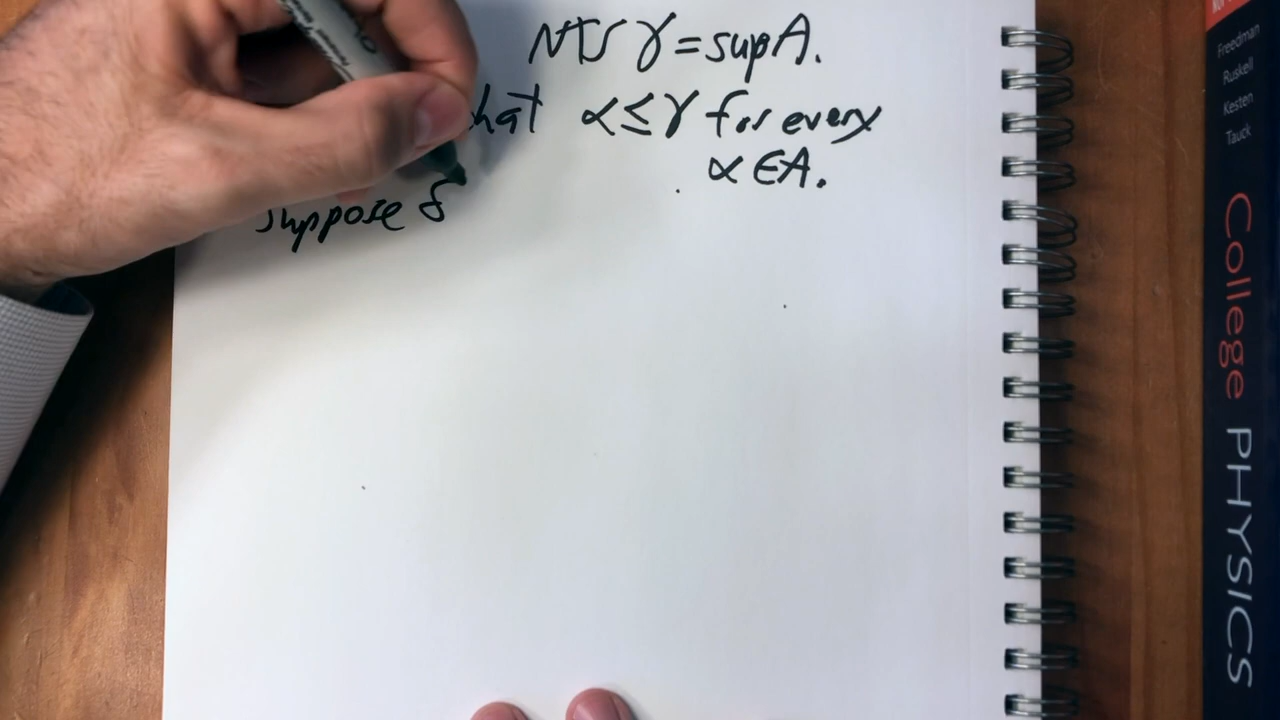 NTS γ = sup A.
hat α ≤ γ for every
α ∈ A.
suppose δ
Freedman
Ruskell
Kesten
Tauck
College PHYSICS